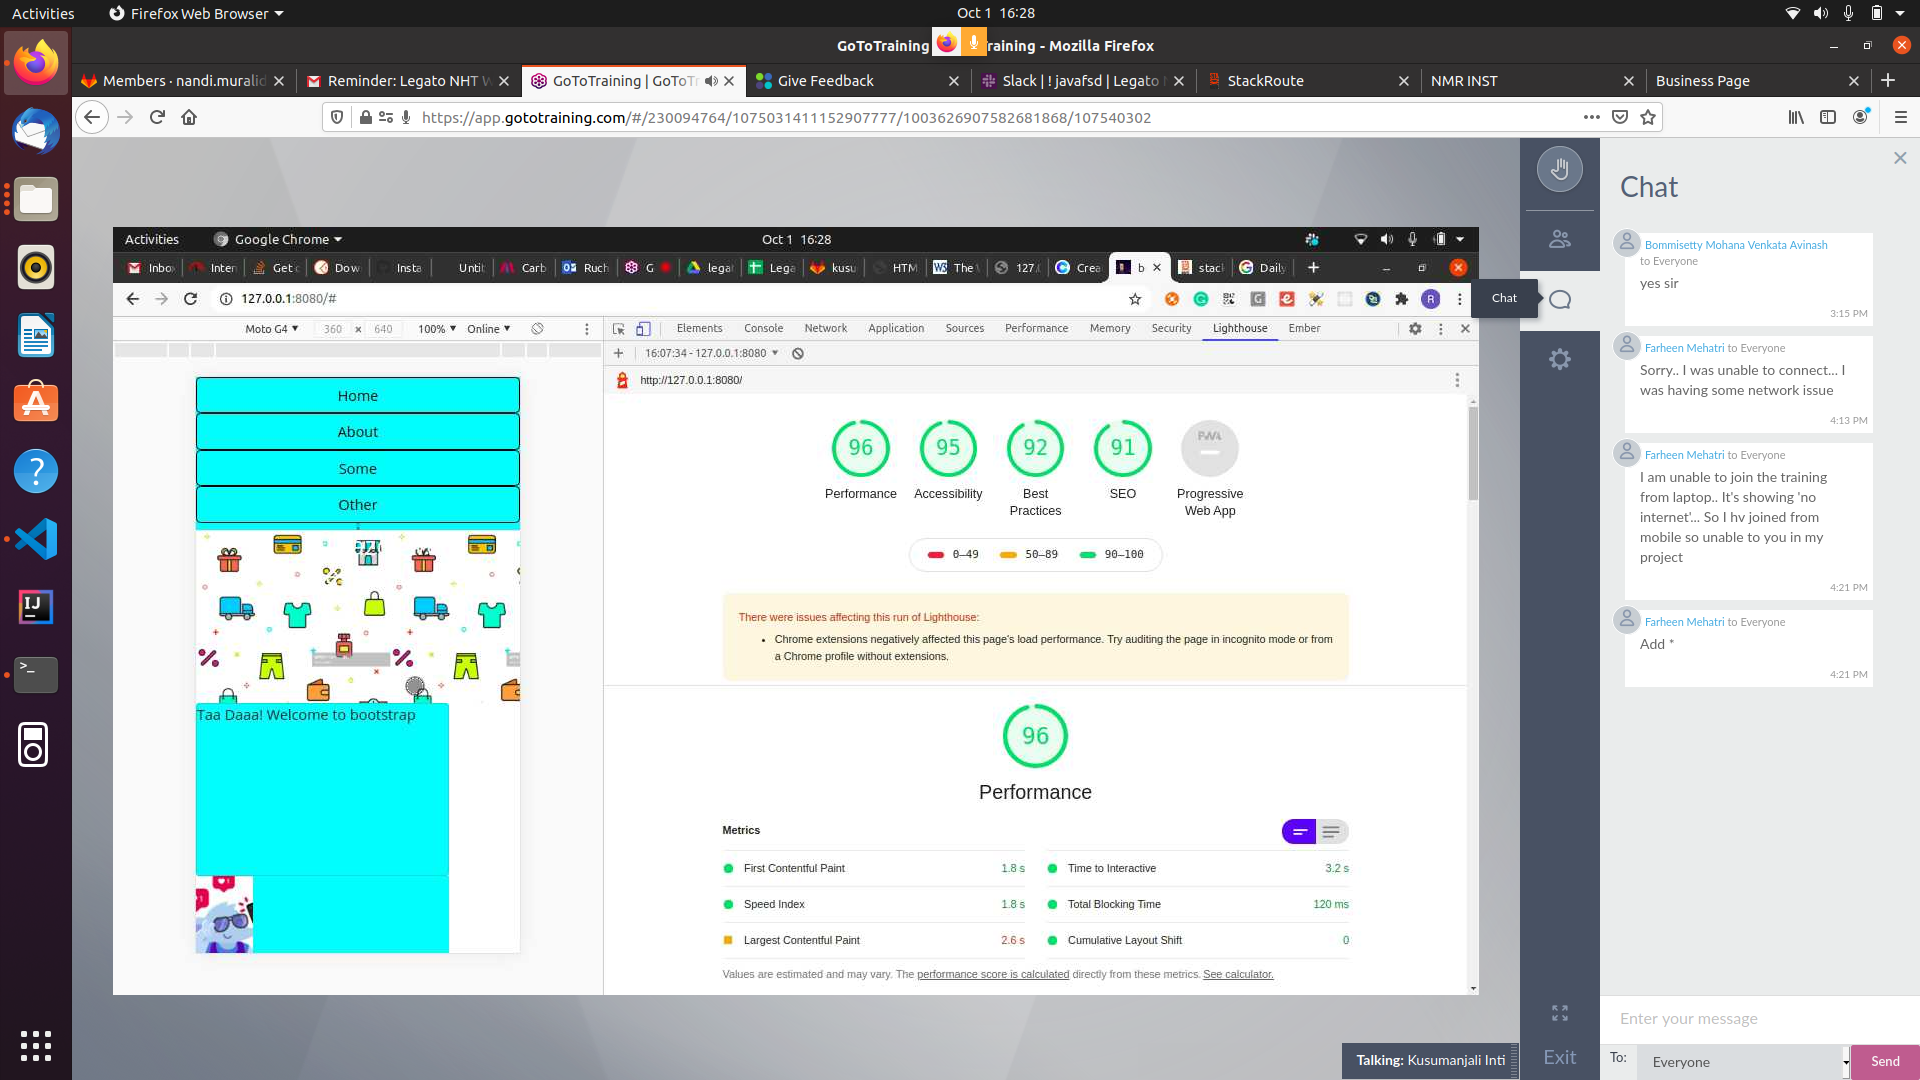 Activities
Firefox Web Browser
Oct 1 16:28
GoToTraining
raining - Mozilla Firefox
Members · nandi.muralid
Reminder: Legato NHT W
GoToTraining | GoToTr
Give Feedback
Slack | ! javafsd | Legato
StackRoute
NMR INST
Business Page
https://app.gototraining.com/#/230094764/1075031411152907777/1003626907582681868/107540302
Activities
Google Chrome
Oct 1 16:28
Inbo
Inter
Get
Dow
Insta
Unti
Carb
Ruch
G
legat
Lega
kusu
HTM
The
127.
Crea
b
stac
Daily
127.0.0.1:8080/#
R
Moto G4
360
×
640
100%
Online
Elements
Console
Network
Application
Sources
Performance
Memory
Security
Lighthouse
Ember
16:07:34 - 127.0.0.1:8080
http://127.0.0.1:8080/
Home
About
Some
Other
Taa Daaa! Welcome to bootstrap
96
95
92
91
PWA
Performance
Accessibility
Best Practices
SEO
Progressive Web App
0–49
50–89
90–100
There were issues affecting this run of Lighthouse:
Chrome extensions negatively affected this page's load performance. Try auditing the page in incognito mode or from
a Chrome profile without extensions.
96
Performance
Metrics
First Contentful Paint
1.8 s
Time to Interactive
3.2 s
Speed Index
1.8 s
Total Blocking Time
120 ms
Largest Contentful Paint
2.6 s
Cumulative Layout Shift
0
Values are estimated and may vary. The performance score is calculated directly from these metrics. See calculator.
Talking: Kusumanjali Inti
Chat
Exit
Chat
Bommisetty Mohana Venkata Avinash
to Everyone
yes sir
3:15 PM
Farheen Mehatri to Everyone
Sorry.. I was unable to connect... I
was having some network issue
4:13 PM
Farheen Mehatri to Everyone
I am unable to join the training
from laptop.. It's showing 'no
internet'... So I hv joined from
mobile so unable to you in my
project
4:21 PM
Farheen Mehatri to Everyone
Add *
4:21 PM
Enter your message
To:
Everyone
Send